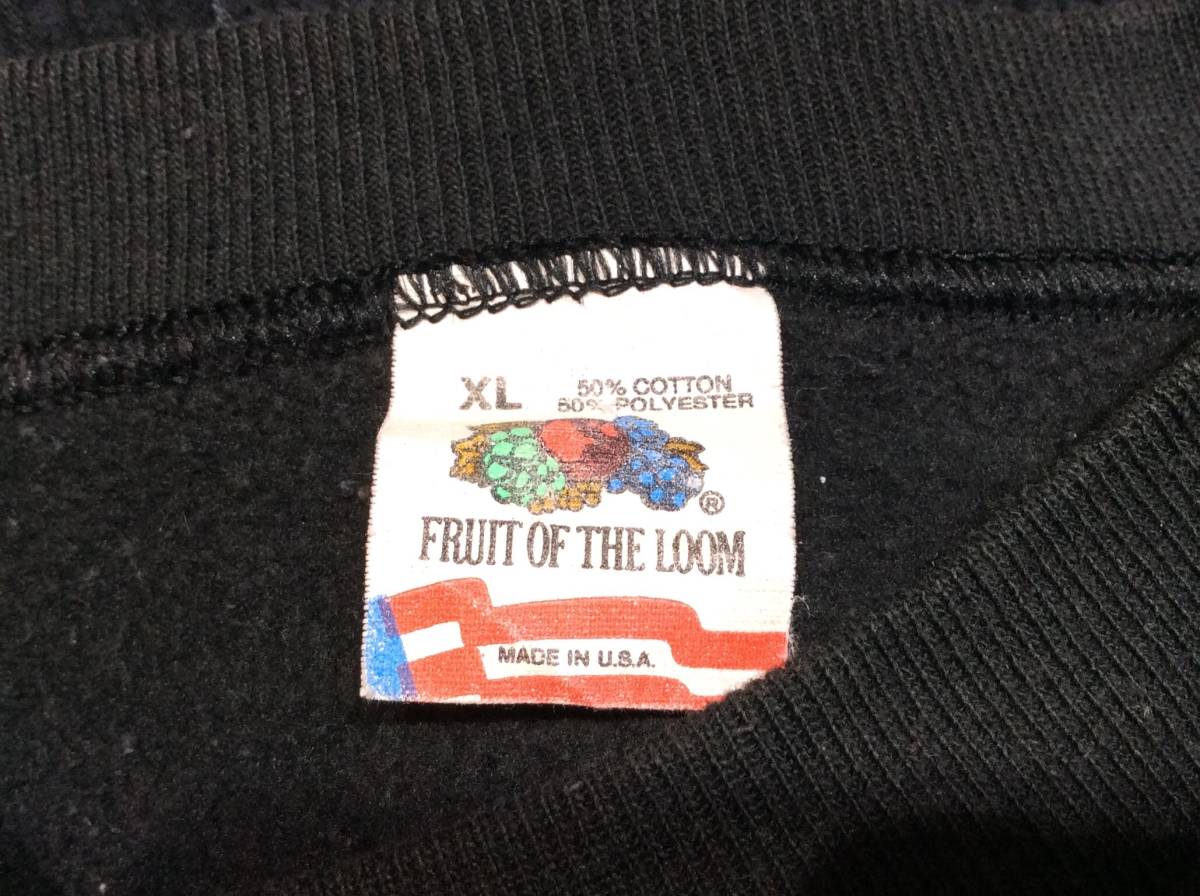 XL
50% COTTON
50% POLYESTER
®
FRUIT OF THE LOOM
MADE IN U.S.A.